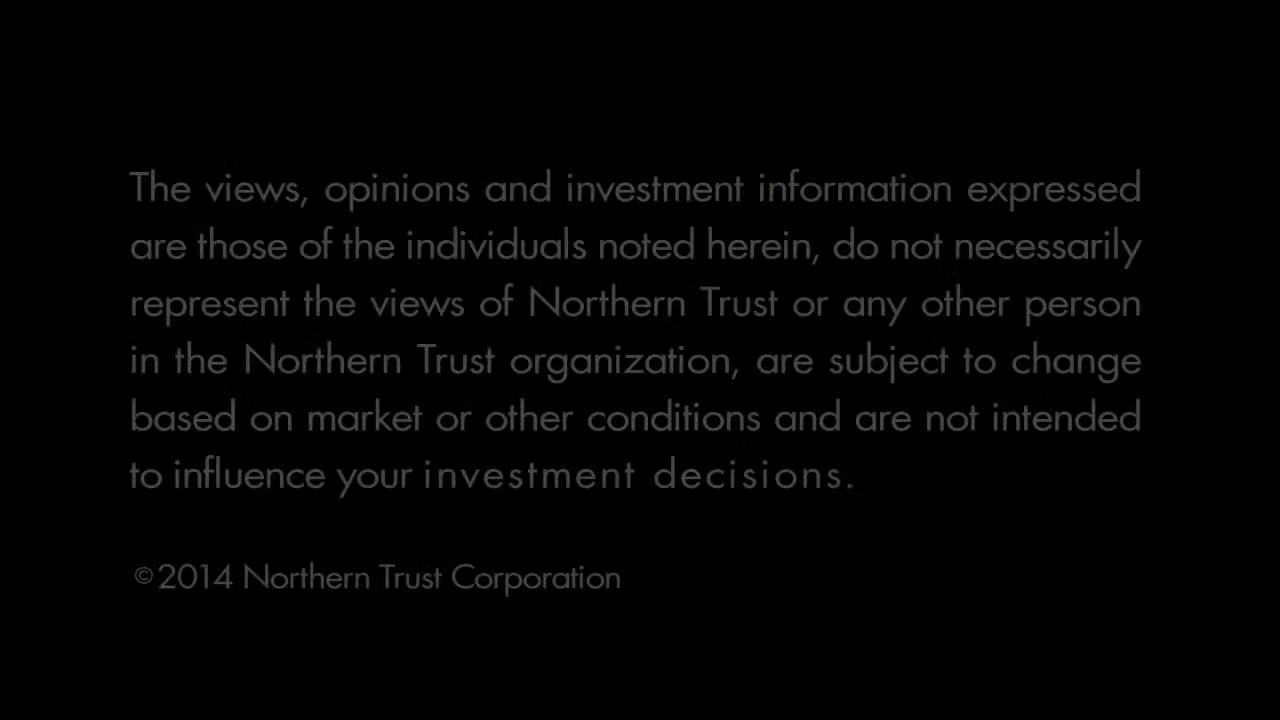 The views, opinions and investment information expressed
are those of the individuals noted herein, do not necessarily
represent the views of Northern Trust or any other person
in the Northern Trust organization, are subject to change
based on market or other conditions and are not intended
to influence your investment decisions.
©2014 Northern Trust Corporation